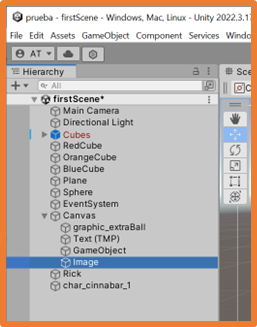 prueba - firstScene - Windows, Mac, Linux - Unity 2022.3.1
File Edit Assets GameObject Component Services
AT
Hierarchy
All
firstScene*
Main Camera
Directional Light
Cubes
RedCube
OrangeCube
BlueCube
Plane
Sphere
EventSystem
Canvas
graphic_extraBall
Text (TMP)
GameObject
Image
Rick
char_cinnabar_1